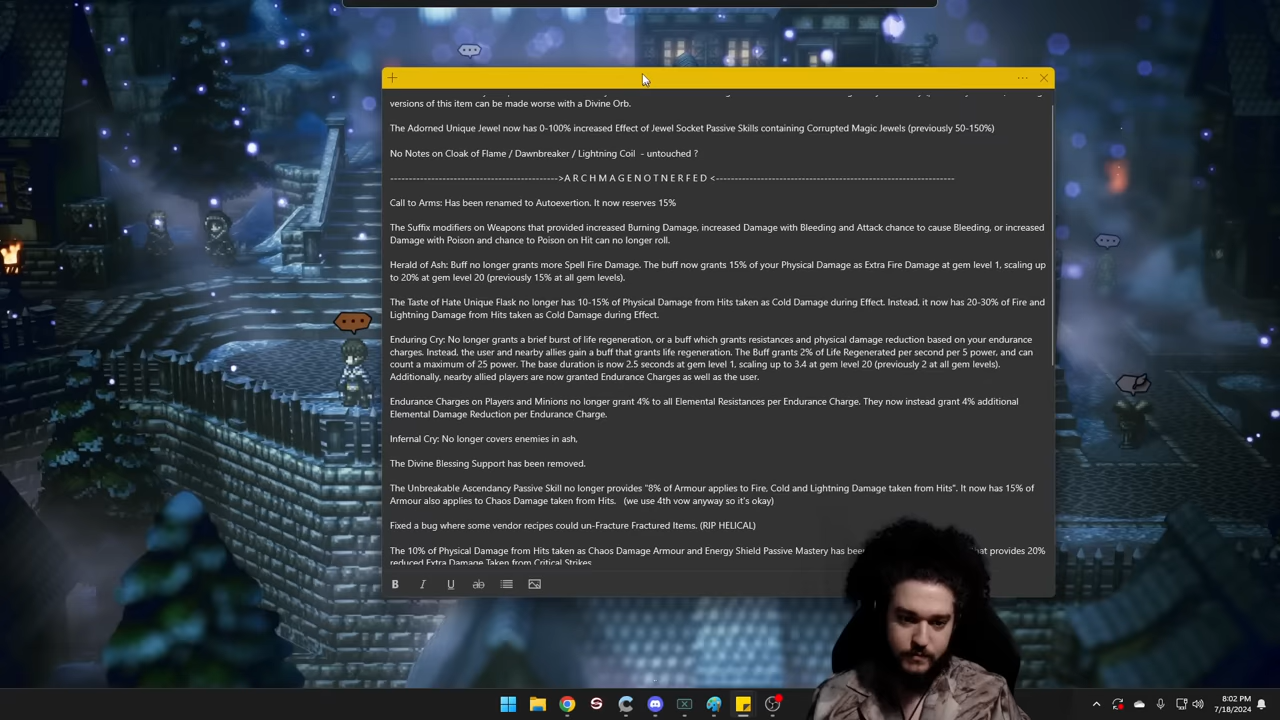 versions of this item can be made worse with a Divine Orb.
The Adorned Unique Jewel now has 0-100% increased Effect of Jewel Socket Passive Skills containing Corrupted Magic Jewels (previously 50-150%)
No Notes on Cloak of Flame / Dawnbreaker / Lightning Coil - untouched ?
--------------------------------------------->A R C H M A G E N O T N E R F E D <----------------------------------------------------------------
Call to Arms: Has been renamed to Autoexertion. It now reserves 15%
The Suffix modifiers on Weapons that provided increased Burning Damage, increased Damage with Bleeding and Attack chance to cause Bleeding, or increased
Damage with Poison and chance to Poison on Hit can no longer roll.
Herald of Ash: Buff no longer grants more Spell Fire Damage. The buff now grants 15% of your Physical Damage as Extra Fire Damage at gem level 1, scaling up
to 20% at gem level 20 (previously 15% at all gem levels).
The Taste of Hate Unique Flask no longer has 10-15% of Physical Damage from Hits taken as Cold Damage during Effect. Instead, it now has 20-30% of Fire and
Lightning Damage from Hits taken as Cold Damage during Effect.
Enduring Cry: No longer grants a brief burst of life regeneration, or a buff which grants resistances and physical damage reduction based on your endurance
charges. Instead, the user and nearby allies gain a buff that grants life regeneration. The Buff grants 2% of Life Regenerated per second per 5 power, and can
count a maximum of 25 power. The base duration is now 2.5 seconds at gem level 1, scaling up to 3.4 at gem level 20 (previously 2 at all gem levels).
Additionally, nearby allied players are now granted Endurance Charges as well as the user.
Endurance Charges on Players and Minions no longer grant 4% to all Elemental Resistances per Endurance Charge. They now instead grant 4% additional
Elemental Damage Reduction per Endurance Charge.
Infernal Cry: No longer covers enemies in ash,
The Divine Blessing Support has been removed.
The Unbreakable Ascendancy Passive Skill no longer provides "8% of Armour applies to Fire, Cold and Lightning Damage taken from Hits". It now has 15% of
Armour also applies to Chaos Damage taken from Hits. (we use 4th vow anyway so it's okay)
Fixed a bug where some vendor recipes could un-Fracture Fractured Items. (RIP HELICAL)
The 10% of Physical Damage from Hits taken as Chaos Damage Armour and Energy Shield Passive Mastery has provides 20%
reduced Extra Damage Taken from Critical Strikes
B I U ab
8:02 PM
7/18/2024